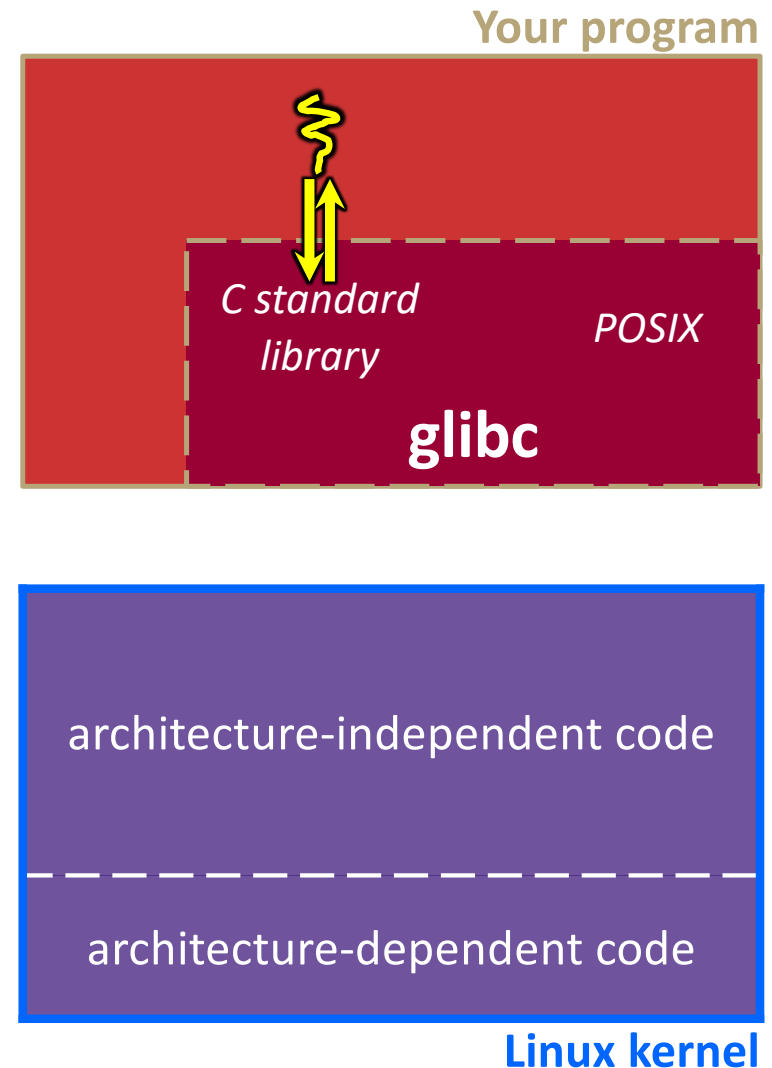 Your program
C standard
library
POSIX
glibc
architecture-independent code
architecture-dependent code
Linux kernel